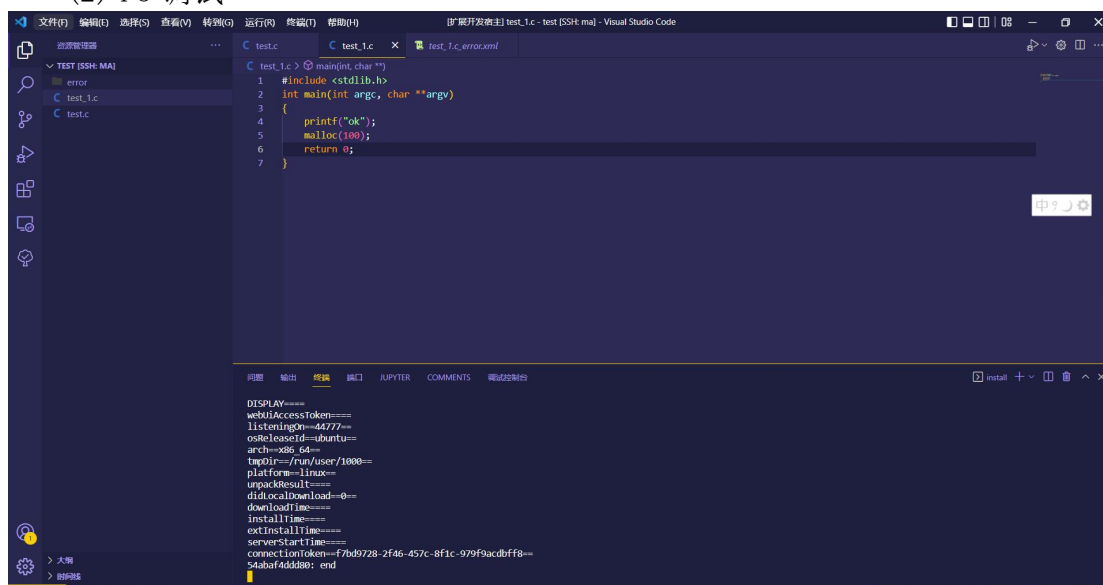 (2) VS 调试
文件(F) 编辑(E) 选择(S) 查看(V) 转到(G) 运行(R) 终端(T) 帮助(H) [扩展开发宿主] test_1.c - test [SSH: ma] - Visual Studio Code
资源管理器 ···
TEST [SSH: MA]
error
test_1.c
test.c
大纲
时间线
1
C test.c C test_1.c × test_1.c_error.xml
C test_1.c > main(int, char **)
1 #include <stdlib.h>
2 int main(int argc, char **argv)
3 {
4 printf("ok");
5 malloc(100);
6 return 0;
7 }
中
问题 输出 终端 端口 JUPYTER COMMENTS 调试控制台 install
DISPLAY====
webUiAccessToken====
listeningOn==44777==
osReleaseId==ubuntu==
arch==x86_64==
tmpDir==/run/user/1000==
platform==linux==
unpackResult====
didLocalDownload==0==
downloadTime====
installTime====
extInstallTime====
serverStartTime====
connectionToken==f7bd9728-2f46-457c-8f1c-979f9acdbff8==
54abaf4ddd80: end